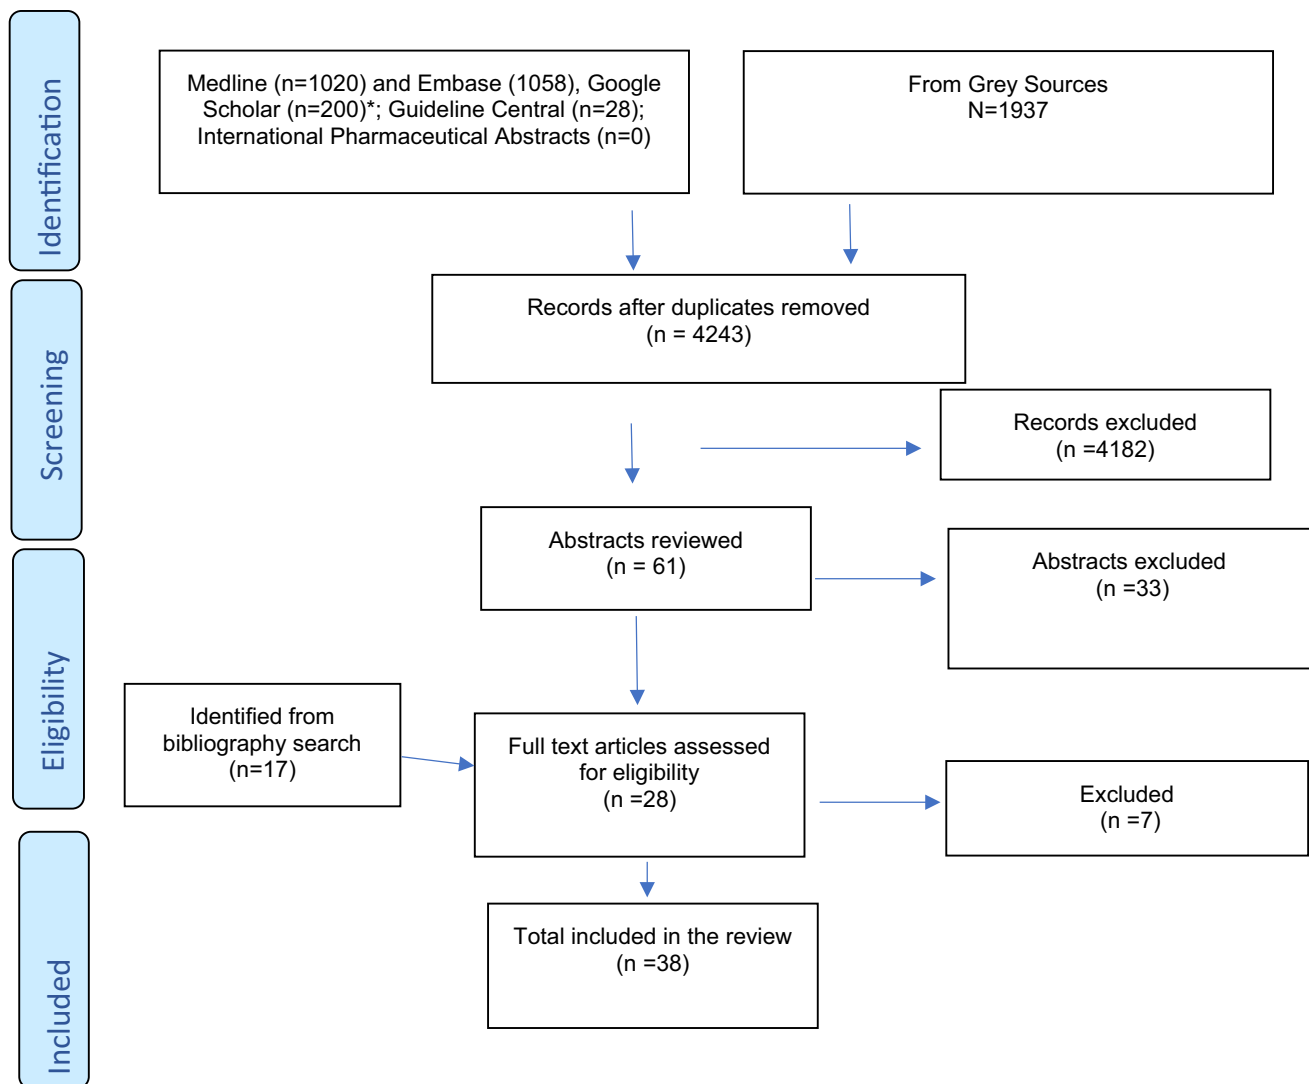 Identification
Medline (n=1020) and Embase (1058), Google
Scholar (n=200)*; Guideline Central (n=28);
International Pharmaceutical Abstracts (n=0)
From Grey Sources
N=1937
Records after duplicates removed
(n = 4243)
Screening
Records excluded
(n =4182)
Abstracts reviewed
(n = 61)
Abstracts excluded
(n =33)
Eligibility
Identified from
bibliography search
(n=17)
Full text articles assessed
for eligibility
(n =28)
Excluded
(n =7)
Included
Total included in the review
(n =38)